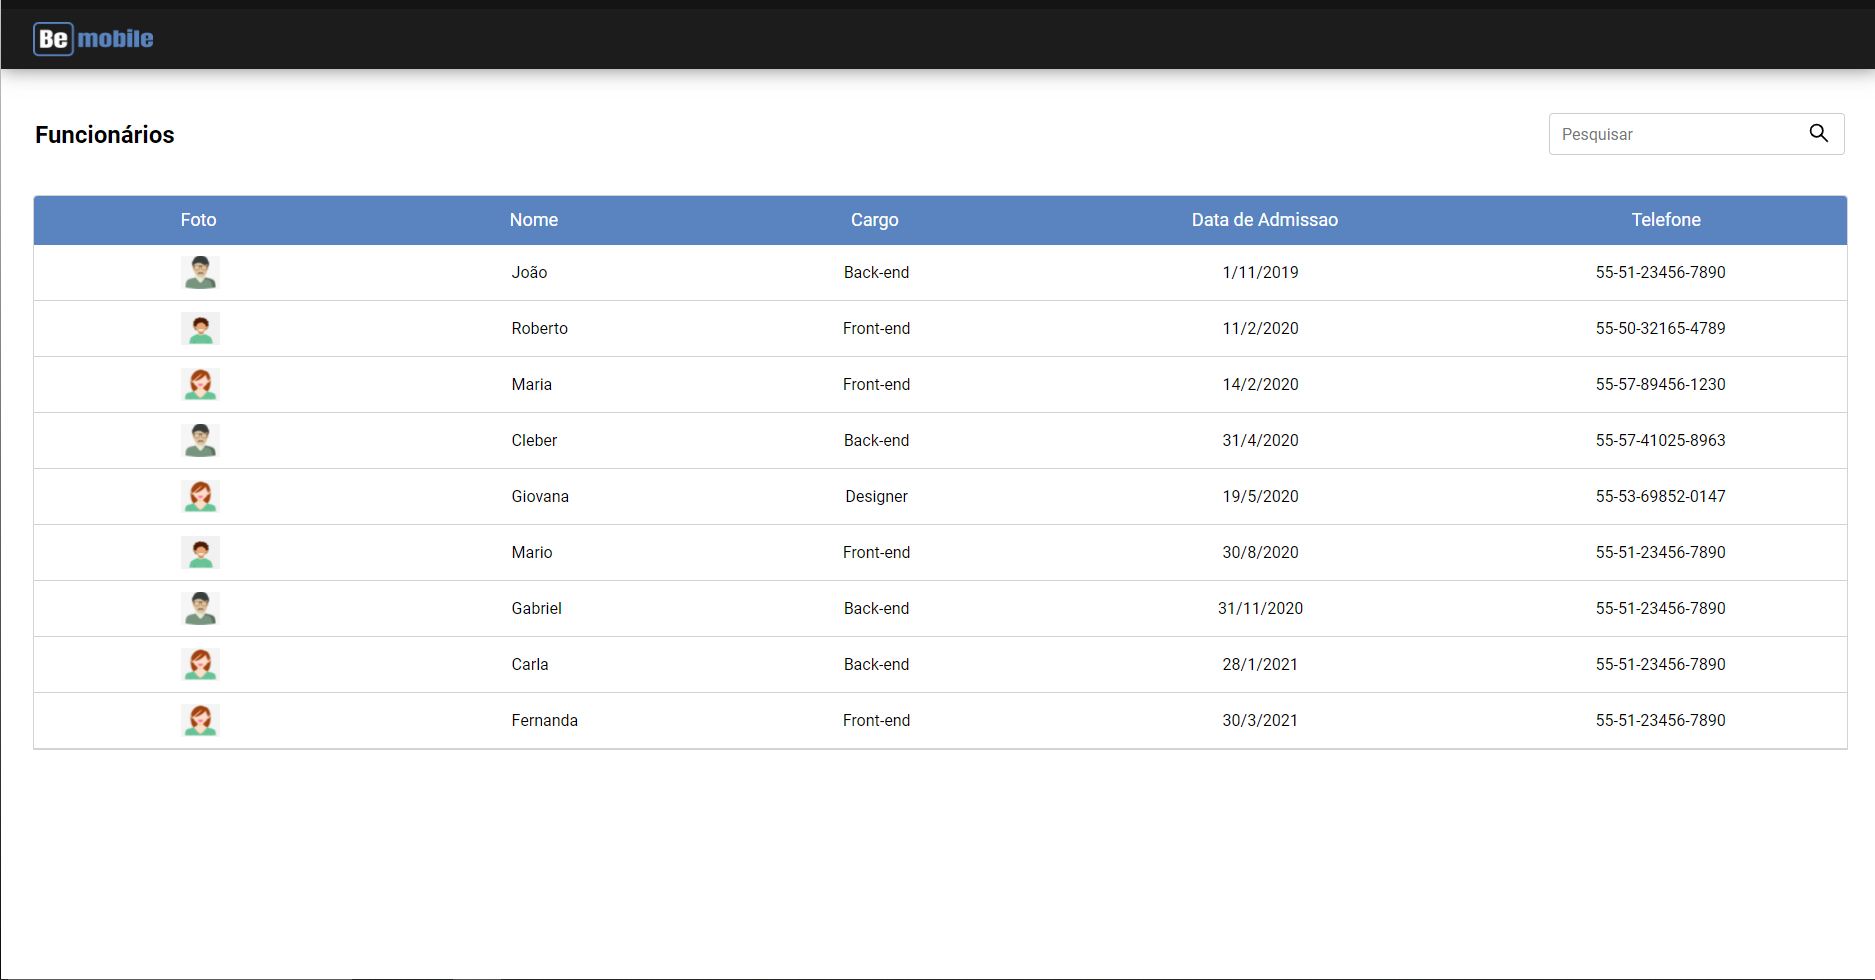 Be mobile
Funcionários
Pesquisar
Foto Nome Cargo Data de Admissao Telefone
João Back-end 1/11/2019 55-51-23456-7890
Roberto Front-end 11/2/2020 55-50-32165-4789
Maria Front-end 14/2/2020 55-57-89456-1230
Cleber Back-end 31/4/2020 55-57-41025-8963
Giovana Designer 19/5/2020 55-53-69852-0147
Mario Front-end 30/8/2020 55-51-23456-7890
Gabriel Back-end 31/11/2020 55-51-23456-7890
Carla Back-end 28/1/2021 55-51-23456-7890
Fernanda Front-end 30/3/2021 55-51-23456-7890